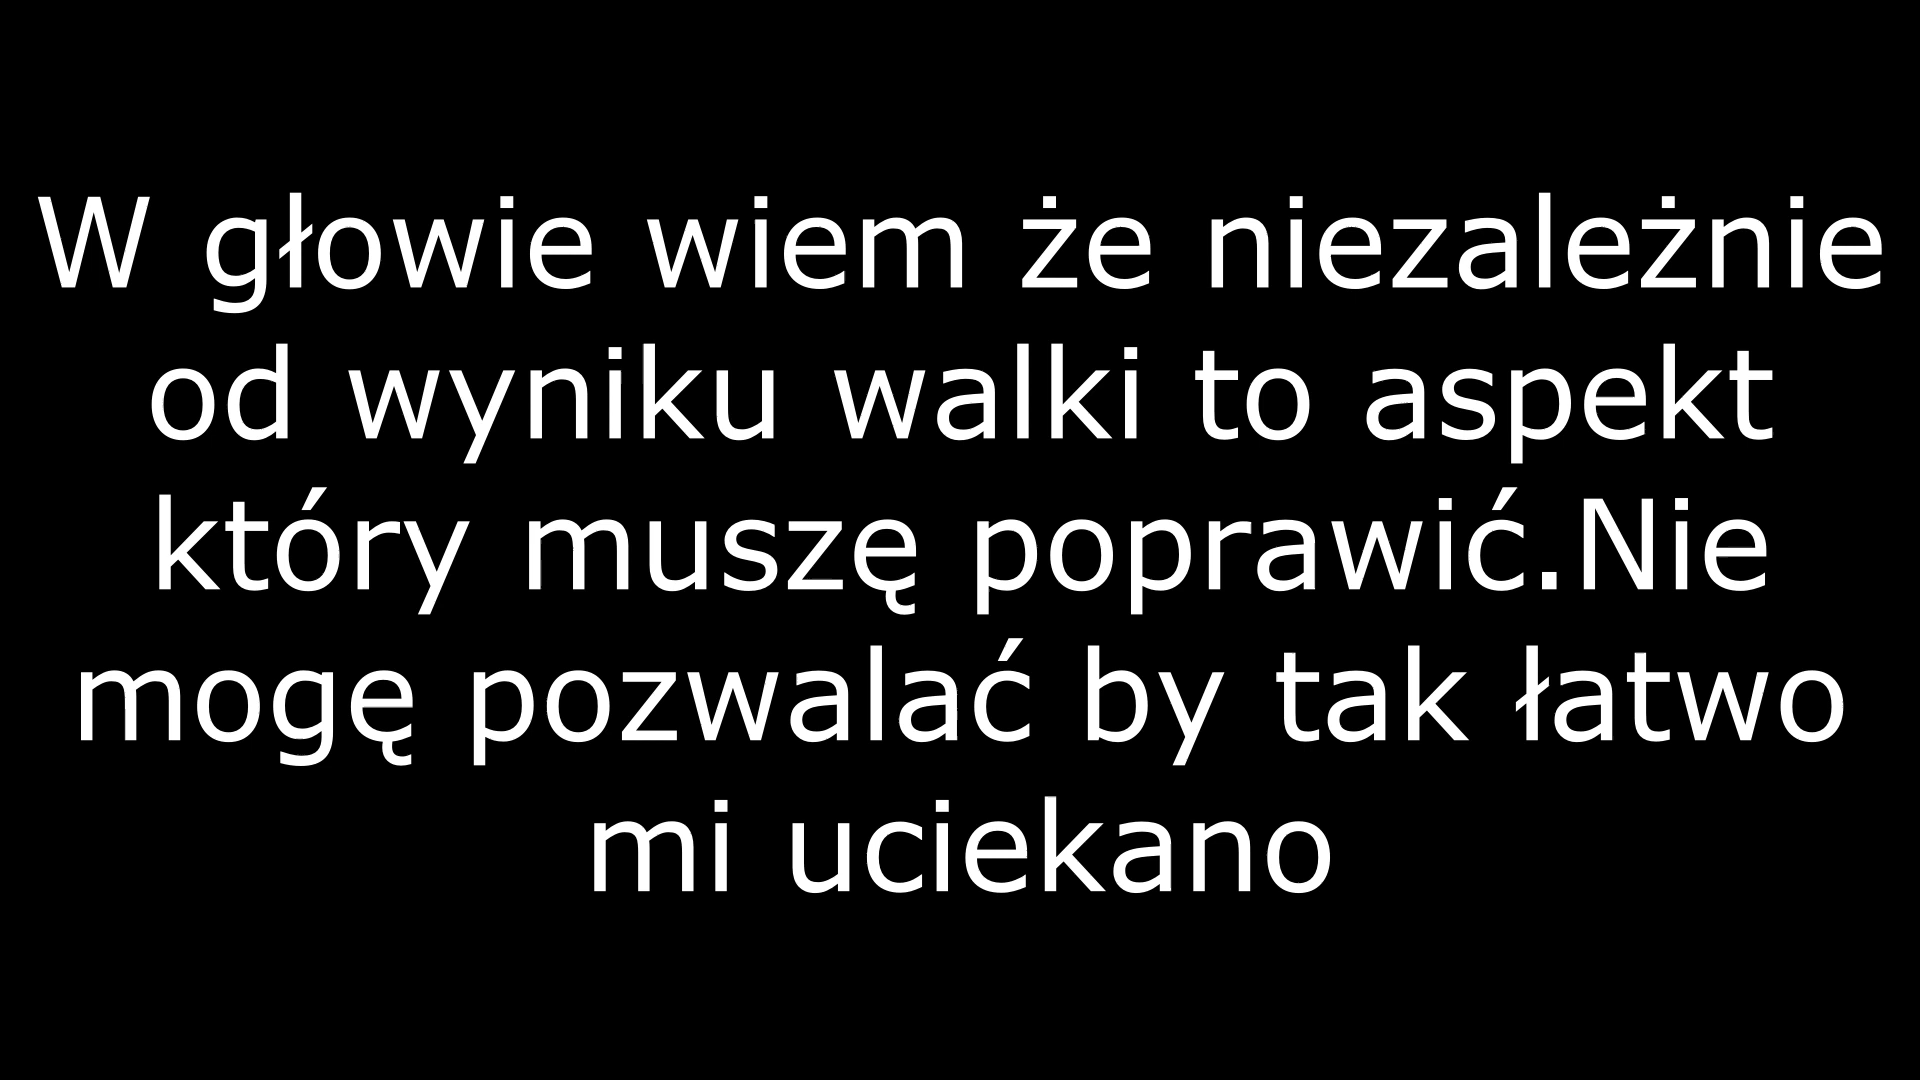 W głowie wiem że niezależnie
od wyniku walki to aspekt
który muszę poprawić.Nie
mogę pozwalać by tak łatwo
mi uciekano